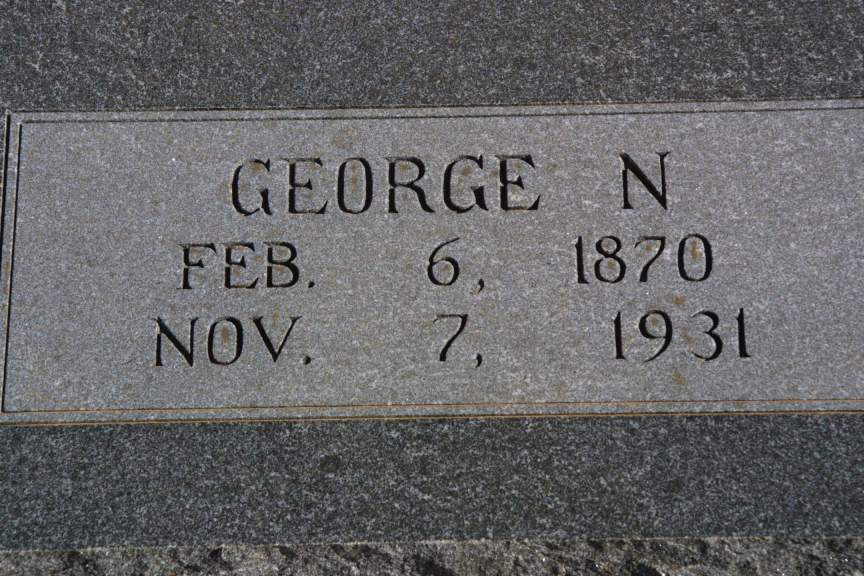 GEORGE N
FEB. 6, 1870
NOV. 7, 1931